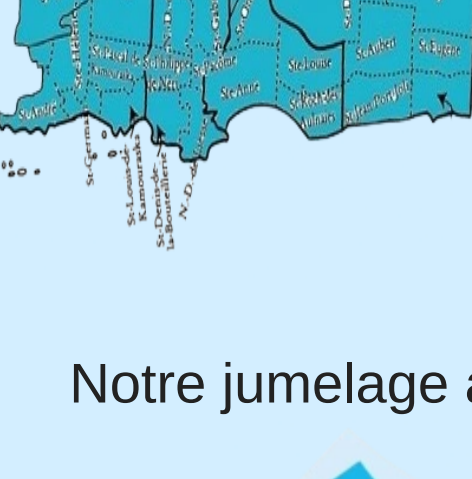 St-Pascal de
Kamouraska
St-Philippe
de-Néri
St-Pacôme
Ste-Anne
Ste-Louise
St-Aubert
St-Eugène
St-Roch-des-
Aulnaies
St-Jean-Port-Joli
St-André
St-Germain
St-Louis-de-
Kamouraska
St-Denis-de-
la-Bouteillerie
N.-D.-de-
Notre jumelage a